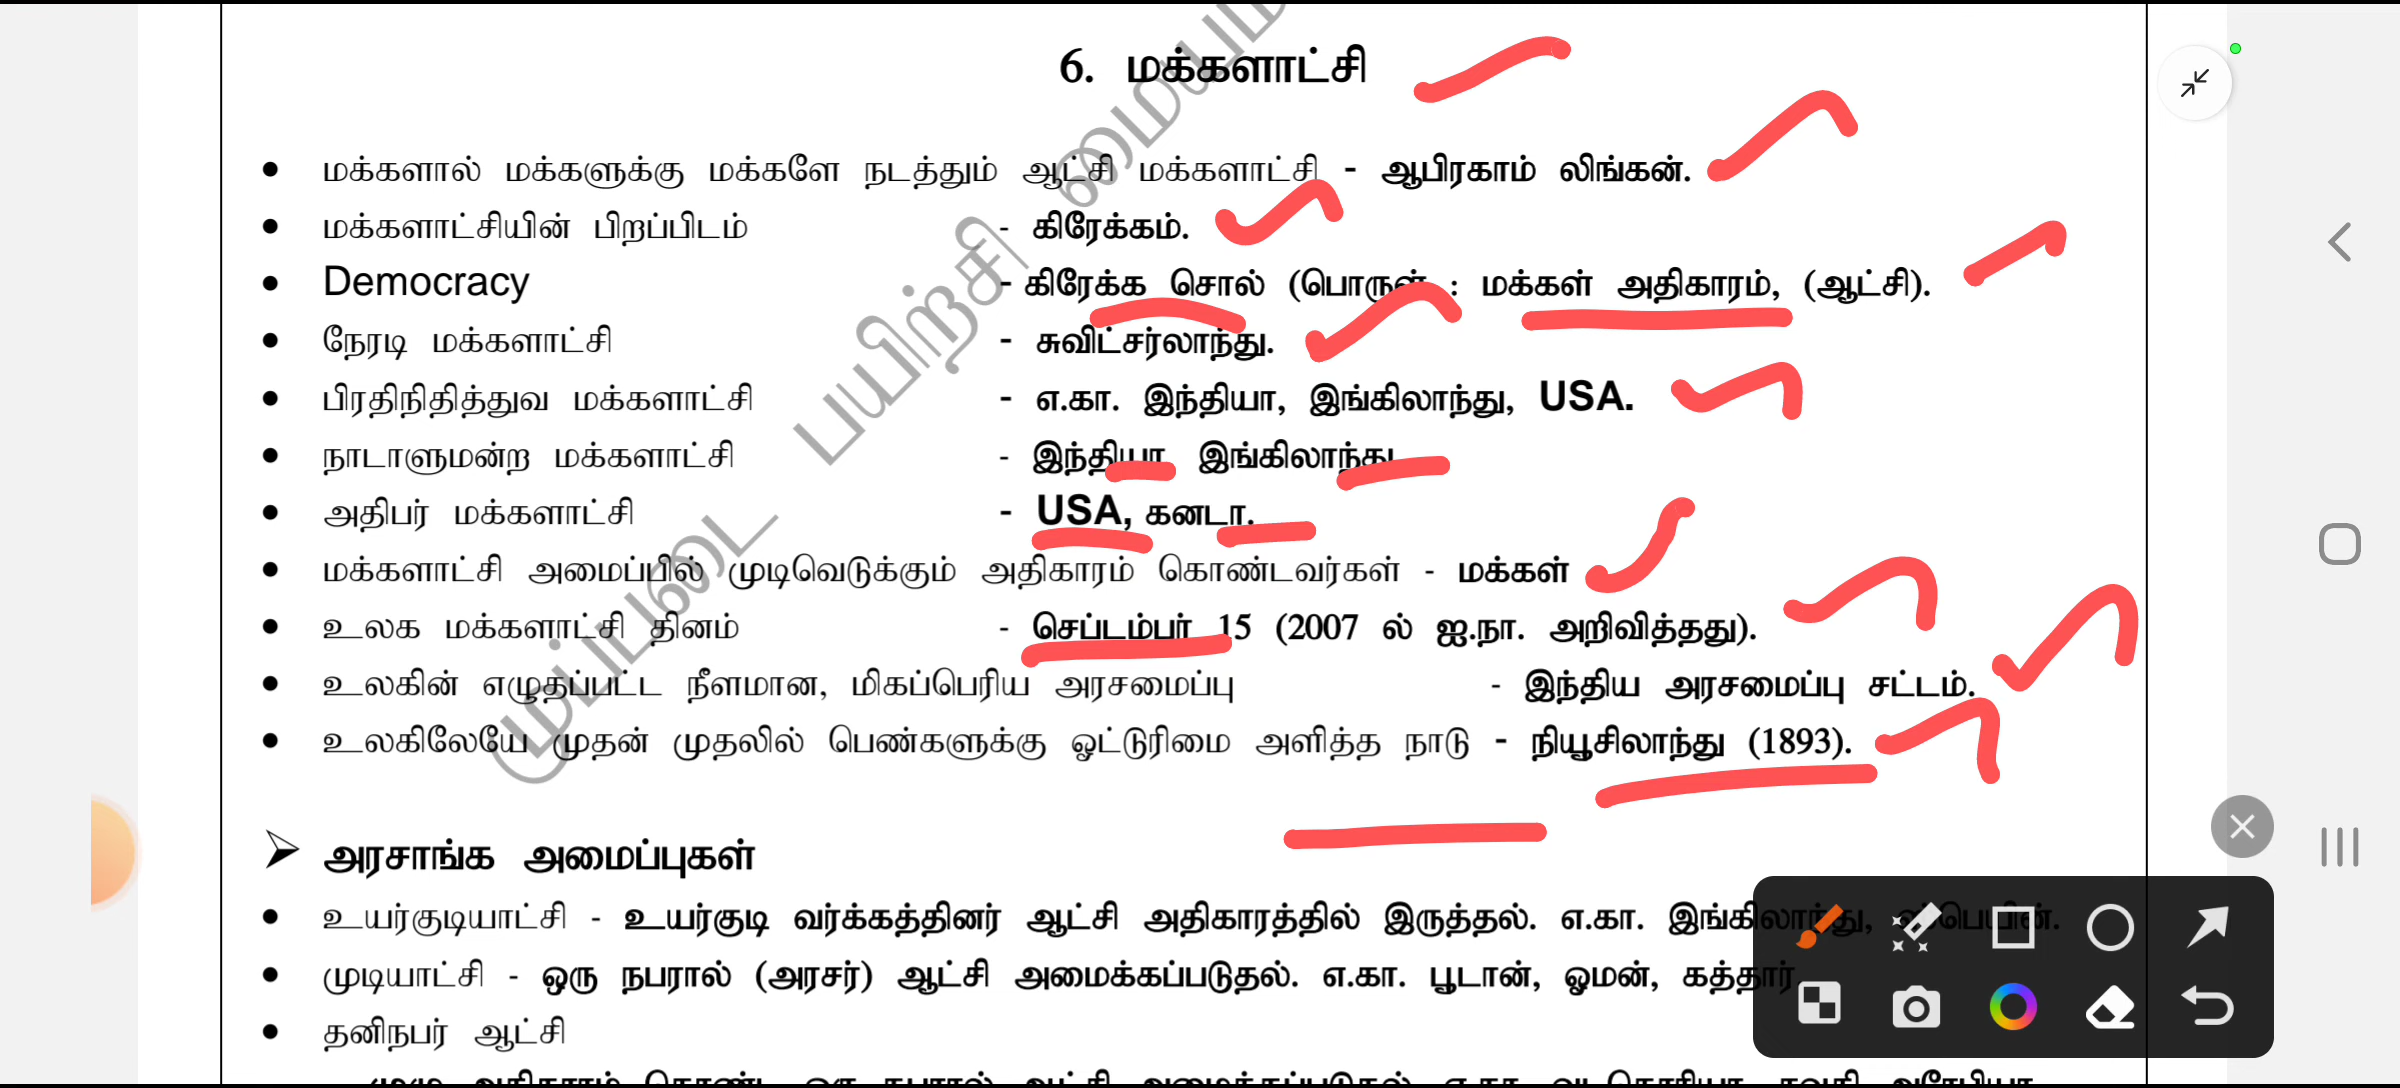 6. மக்களாட்சி
• மக்களால் மக்களுக்கு மக்களே நடத்தும் ஆட்சி மக்களாட்சி - ஆபிரகாம் லிங்கன்.
• மக்களாட்சியின் பிறப்பிடம் - கிரேக்கம்.
• Democracy - கிரேக்க சொல் (பொருள் : மக்கள் அதிகாரம், (ஆட்சி).
• நேரடி மக்களாட்சி - சுவிட்சர்லாந்து.
• பிரதிநிதித்துவ மக்களாட்சி - எ.கா. இந்தியா, இங்கிலாந்து, USA.
• நாடாளுமன்ற மக்களாட்சி - இந்தியா, இங்கிலாந்து
• அதிபர் மக்களாட்சி - USA, கனடா.
• மக்களாட்சி அமைப்பில் முடிவெடுக்கும் அதிகாரம் கொண்டவர்கள் - மக்கள்
• உலக மக்களாட்சி தினம் - செப்டம்பர் 15 (2007 ல் ஐ.நா. அறிவித்தது).
• உலகின் எழுதப்பட்ட நீளமான, மிகப்பெரிய அரசமைப்பு - இந்திய அரசமைப்பு சட்டம்.
• உலகிலேயே முதன் முதலில் பெண்களுக்கு ஓட்டுரிமை அளித்த நாடு - நியூசிலாந்து (1893).
➢ அரசாங்க அமைப்புகள்
• உயர்குடியாட்சி - உயர்குடி வர்க்கத்தினர் ஆட்சி அதிகாரத்தில் இருத்தல். எ.கா. இங்கிலாந்து, ஸ்பெயின்.
• முடியாட்சி - ஒரு நபரால் (அரசர்) ஆட்சி அமைக்கப்படுதல். எ.கா. பூடான், ஓமன், கத்தார்
• தனிநபர் ஆட்சி
முப்படை பயிற்சி மையம்